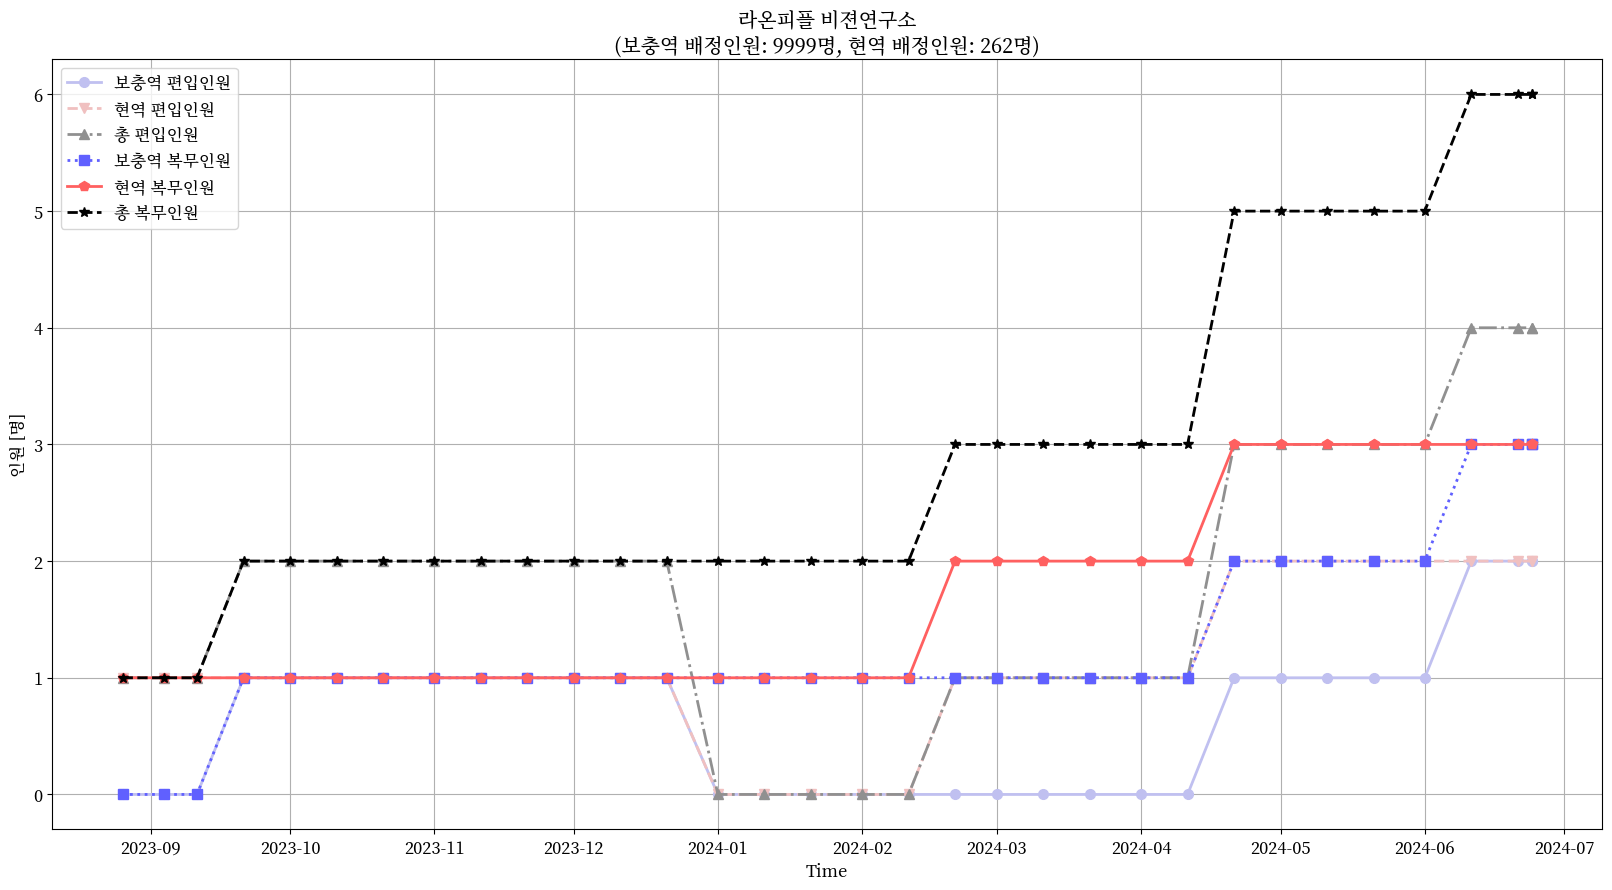 라온피플 비젼연구소
(보충역 배정인원: 9999명, 현역 배정인원: 262명)
보충역 편입인원
현역 편입인원
총 편입인원
보충역 복무인원
현역 복무인원
총 복무인원
인원 [명]
6
5
4
3
2
1
0
2023-09
2023-10
2023-11
2023-12
2024-01
2024-02
2024-03
2024-04
2024-05
2024-06
2024-07
Time